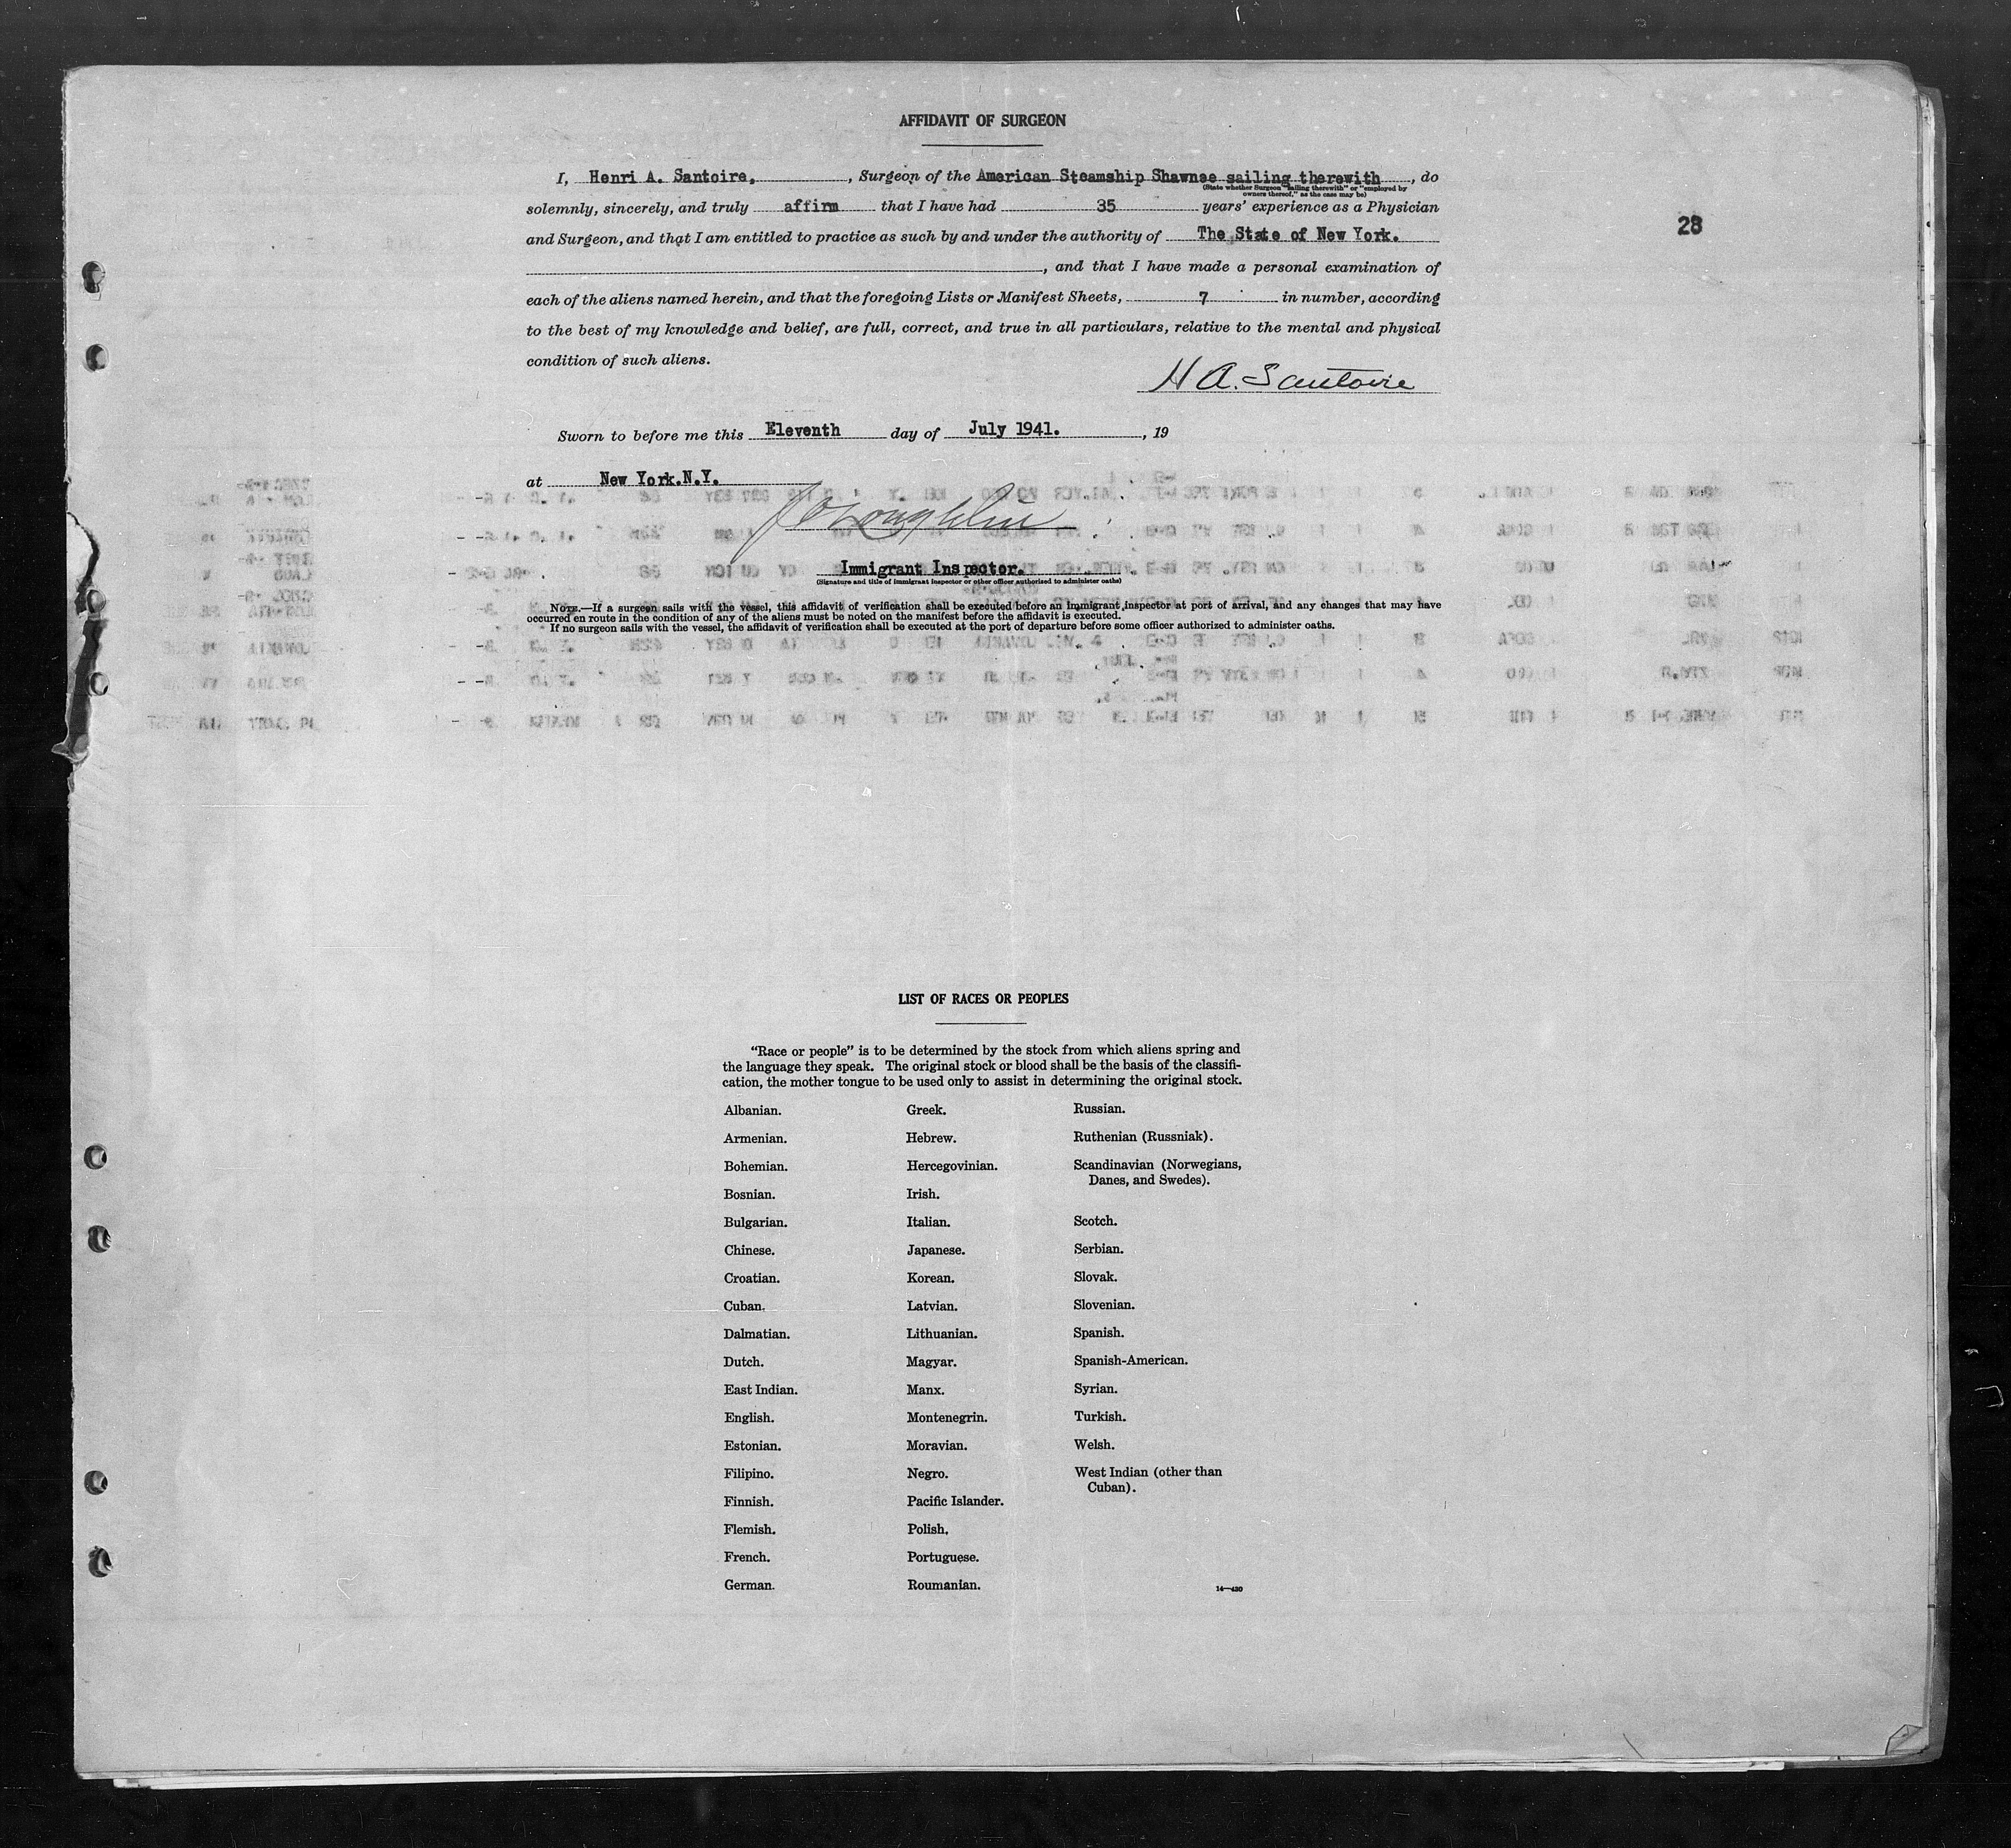 AFFIDAVIT OF SURGEON
I, Henri A. Santoire, , Surgeon of the American Steamship Shawnee sailing therewith , do
(State whether Surgeon "sailing therewith" or "employed by
owners thereof," as the case may be)
solemnly, sincerely, and truly affirm that I have had 35 years' experience as a Physician
28
and Surgeon, and that I am entitled to practice as such by and under the authority of The State of New York.
, and that I have made a personal examination of
each of the aliens named herein, and that the foregoing Lists or Manifest Sheets, 7 in number, according
to the best of my knowledge and belief, are full, correct, and true in all particulars, relative to the mental and physical
condition of such aliens.
H A. Santoire
Sworn to before me this Eleventh day of July 1941. , 19
at New York.N.Y.
Immigrant Inspector.
(Signature and title of immigrant inspector or other officer authorized to administer oaths)
NOTE.—If a surgeon sails with the vessel, this affidavit of verification shall be executed before an immigrant inspector at port of arrival, and any changes that may have
occurred en route in the condition of any of the aliens must be noted on the manifest before the affidavit is executed.
If no surgeon sails with the vessel, the affidavit of verification shall be executed at the port of departure before some officer authorized to administer oaths.
LIST OF RACES OR PEOPLES
"Race or people" is to be determined by the stock from which aliens spring and
the language they speak. The original stock or blood shall be the basis of the classifi-
cation, the mother tongue to be used only to assist in determining the original stock.
Albanian.
Armenian.
Bohemian.
Bosnian.
Bulgarian.
Chinese.
Croatian.
Cuban.
Dalmatian.
Dutch.
East Indian.
English.
Estonian.
Filipino.
Finnish.
Flemish.
French.
German.
Greek.
Hebrew.
Hercegovinian.
Irish.
Italian.
Japanese.
Korean.
Latvian.
Lithuanian.
Magyar.
Manx.
Montenegrin.
Moravian.
Negro.
Pacific Islander.
Polish.
Portuguese.
Roumanian.
Russian.
Ruthenian (Russniak).
Scandinavian (Norwegians,
Danes, and Swedes).
Scotch.
Serbian.
Slovak.
Slovenian.
Spanish.
Spanish-American.
Syrian.
Turkish.
Welsh.
West Indian (other than
Cuban).
14—430